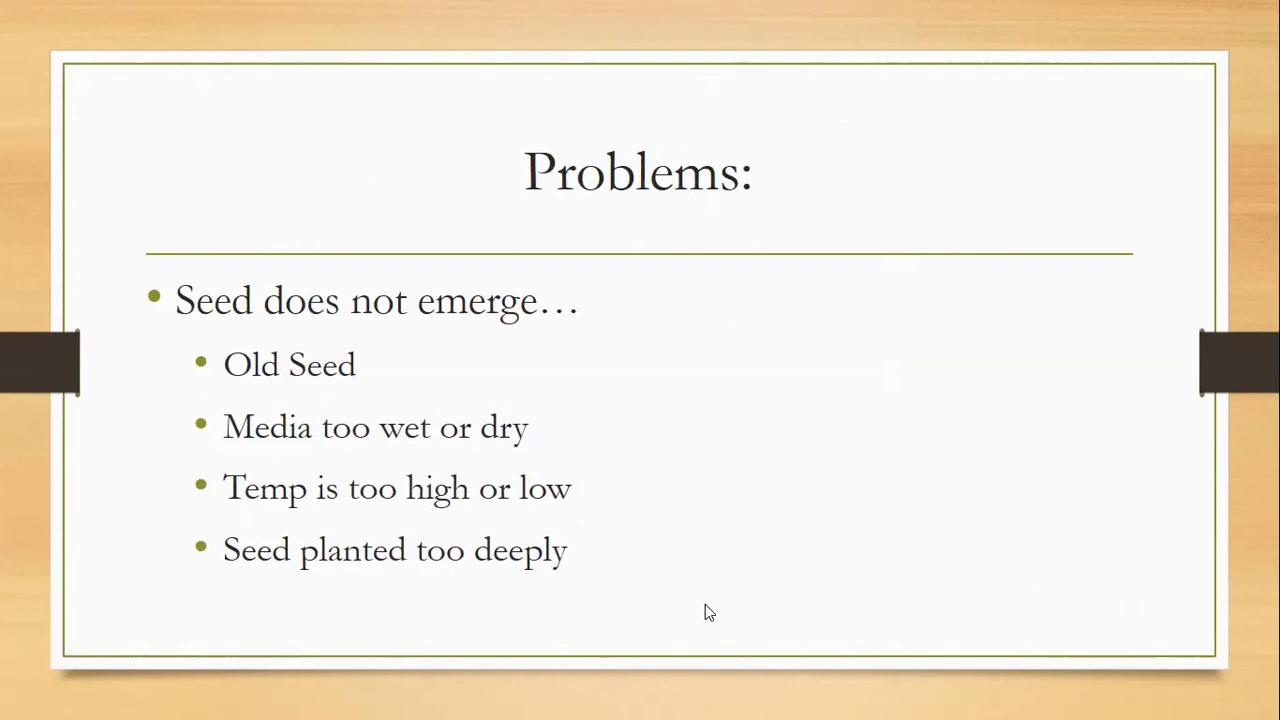 Problems:
• Seed does not emerge…
• Old Seed
• Media too wet or dry
• Temp is too high or low
• Seed planted too deeply